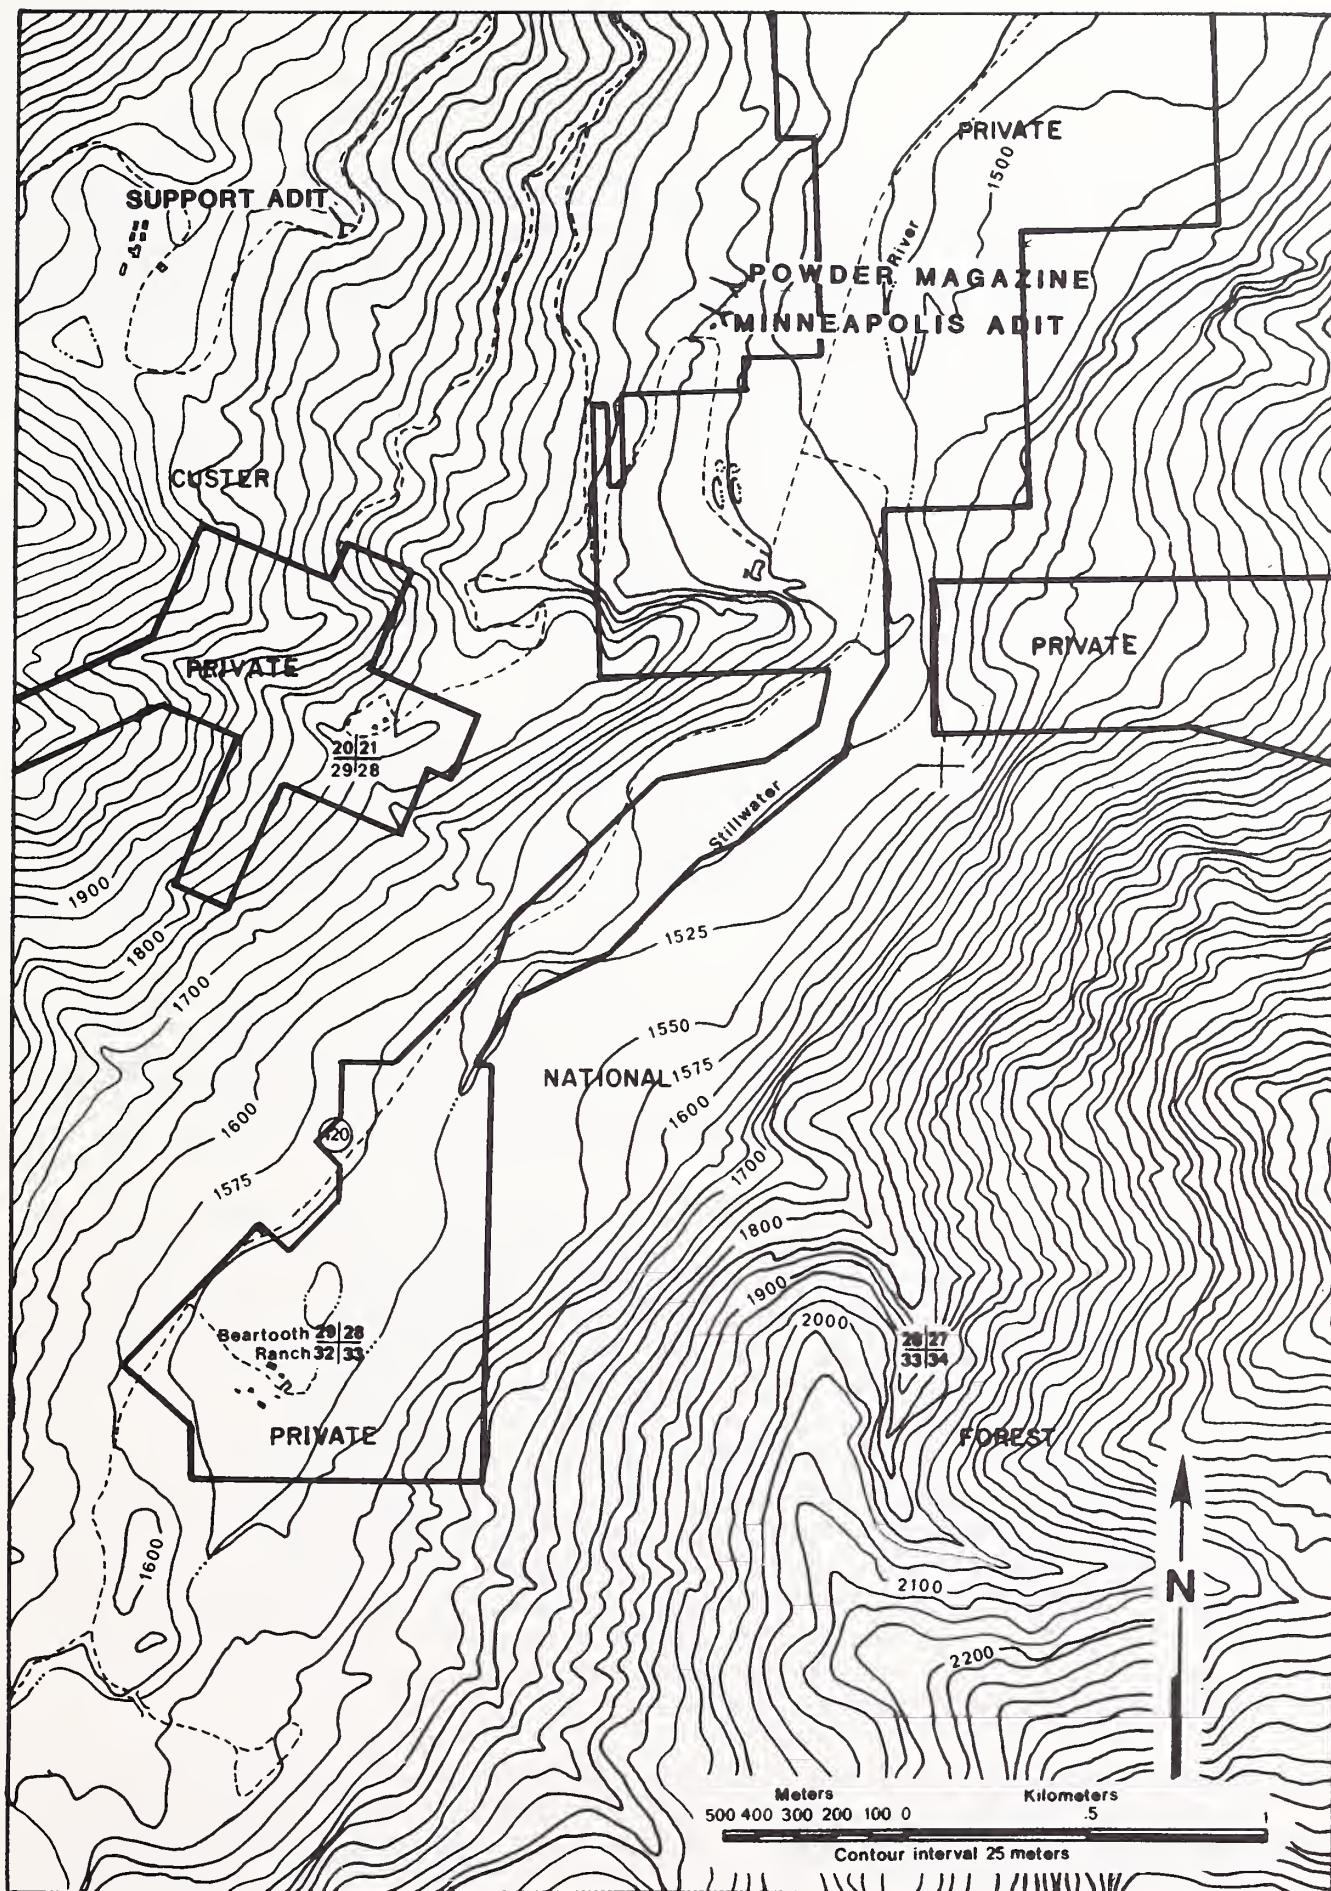 PRIVATE
1500
SUPPORT ADIT
River
POWDER MAGAZINE
MINNEAPOLIS ADIT
CUSTER
PRIVATE
PRIVATE
20 21
29 28
Stillwater
1900
1800
1700
1525
1550
NATIONAL
1575
1600
1600
420
1575
1700
1800
1900
2000
Beartooth 29 28
Ranch 32 33
28 27
33 34
PRIVATE
FOREST
1600
2100
N
2200
Meters Kilometers
500 400 300 200 100 0 .5 1
Contour interval 25 meters